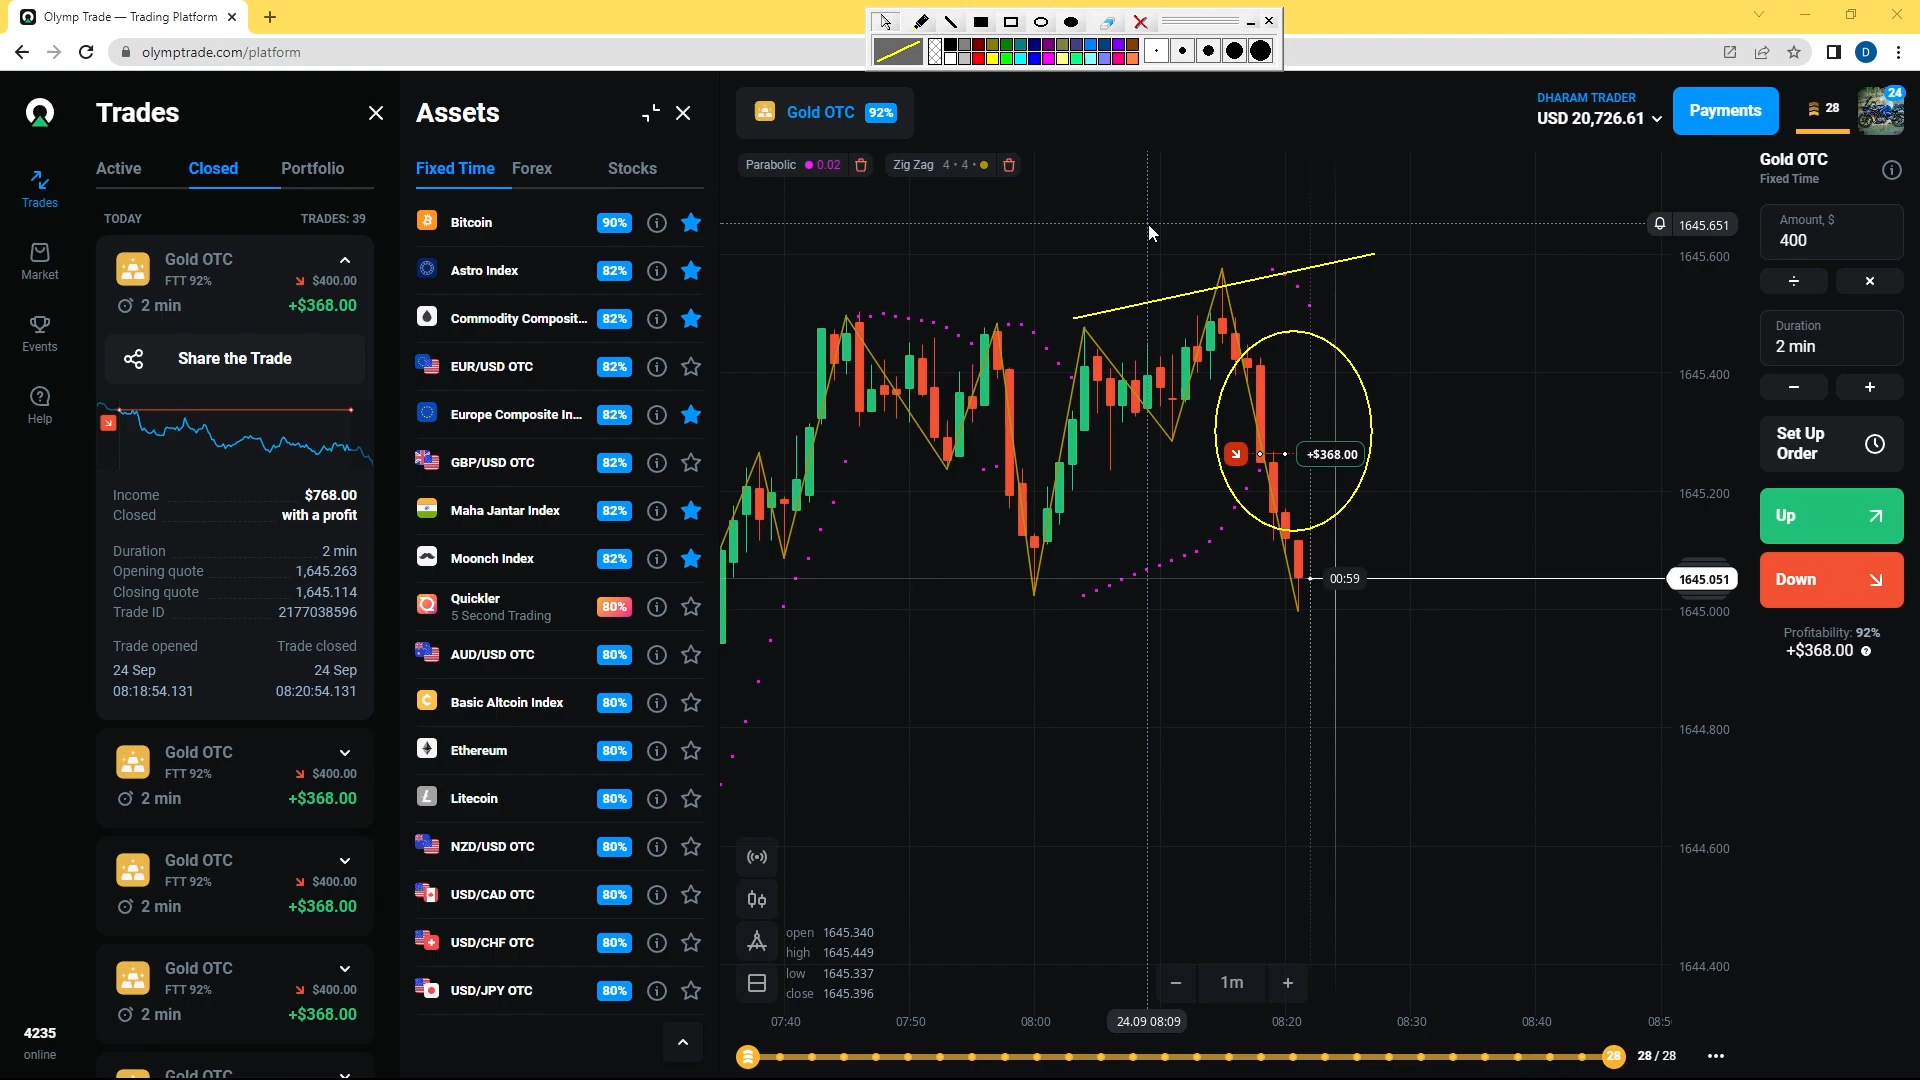 Olymp Trade — Trading Platform
olymptrade.com/platform
D
Trades
Active
Closed
Portfolio
TODAY
TRADES: 39
Gold OTC
FTT 92%
$400.00
2 min
+$368.00
Share the Trade
Income
$768.00
Closed
with a profit
Duration
2 min
Opening quote
1,645.263
Closing quote
1,645.114
Trade ID
2177038596
Trade opened
Trade closed
24 Sep
24 Sep
08:18:54.131
08:20:54.131
Gold OTC
FTT 92%
$400.00
2 min
+$368.00
Gold OTC
FTT 92%
$400.00
2 min
+$368.00
Gold OTC
FTT 92%
$400.00
2 min
+$368.00
Gold OTC
Trades
Market
Events
Help
4235
online
Assets
Fixed Time
Forex
Stocks
Bitcoin
90%
Astro Index
82%
Commodity Composit...
82%
EUR/USD OTC
82%
Europe Composite In...
82%
GBP/USD OTC
82%
Maha Jantar Index
82%
Moonch Index
82%
Quickler
5 Second Trading
80%
AUD/USD OTC
80%
Basic Altcoin Index
80%
Ethereum
80%
Litecoin
80%
NZD/USD OTC
80%
USD/CAD OTC
80%
USD/CHF OTC
80%
USD/JPY OTC
80%
Gold OTC 92%
Parabolic 0.02
Zig Zag 4 • 4 •
+$368.00
00:59
open 1645.340
high 1645.449
low 1645.337
close 1645.396
1m
07:40
07:50
08:00
24.09 08:09
08:20
08:30
08:40
08:5
28
28 / 28
1645.651
1645.600
1645.400
1645.200
1645.051
1645.000
1644.800
1644.600
1644.400
DHARAM TRADER
USD 20,726.61
Payments
28
24
Gold OTC
Fixed Time
Amount, $
400
÷
×
Duration
2 min
−
+
Set Up
Order
Up
Down
Profitability: 92%
+$368.00